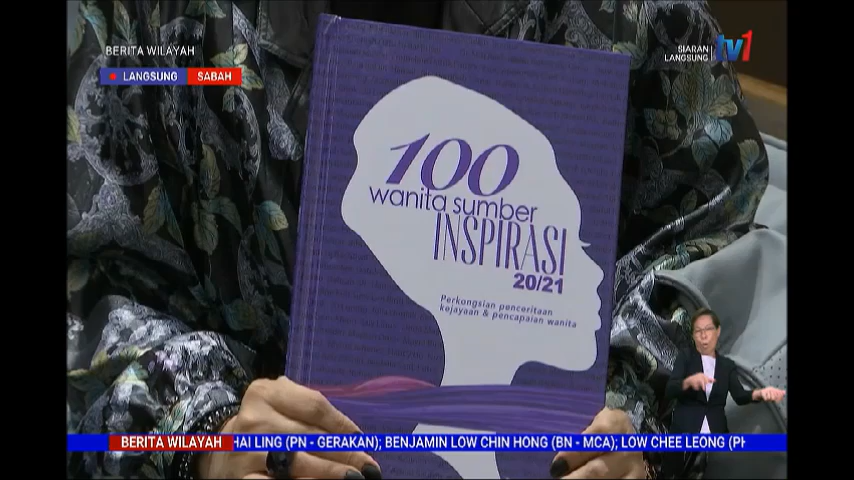 BERITA WILAYAH
LANGSUNG SABAH
SIARAN
LANGSUNG
tv1
100
wanita sumber
INSPIRASI
20/21
Perkongsian penceritaan
kejayaan & pencapaian wanita
BERITA WILAYAH HAI LING (PN - GERAKAN); BENJAMIN LOW CHIN HONG (BN - MCA); LOW CHEE LEONG (PH